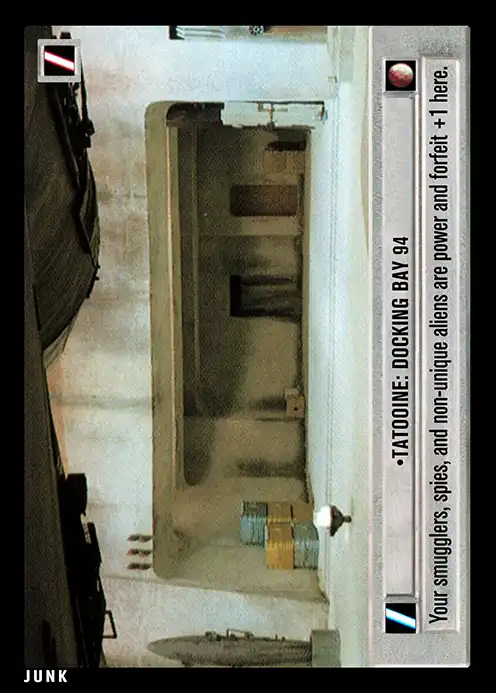 •TATOOINE: DOCKING BAY 94
Your smugglers, spies, and non-unique aliens are power and forfeit +1 here.
JUNK